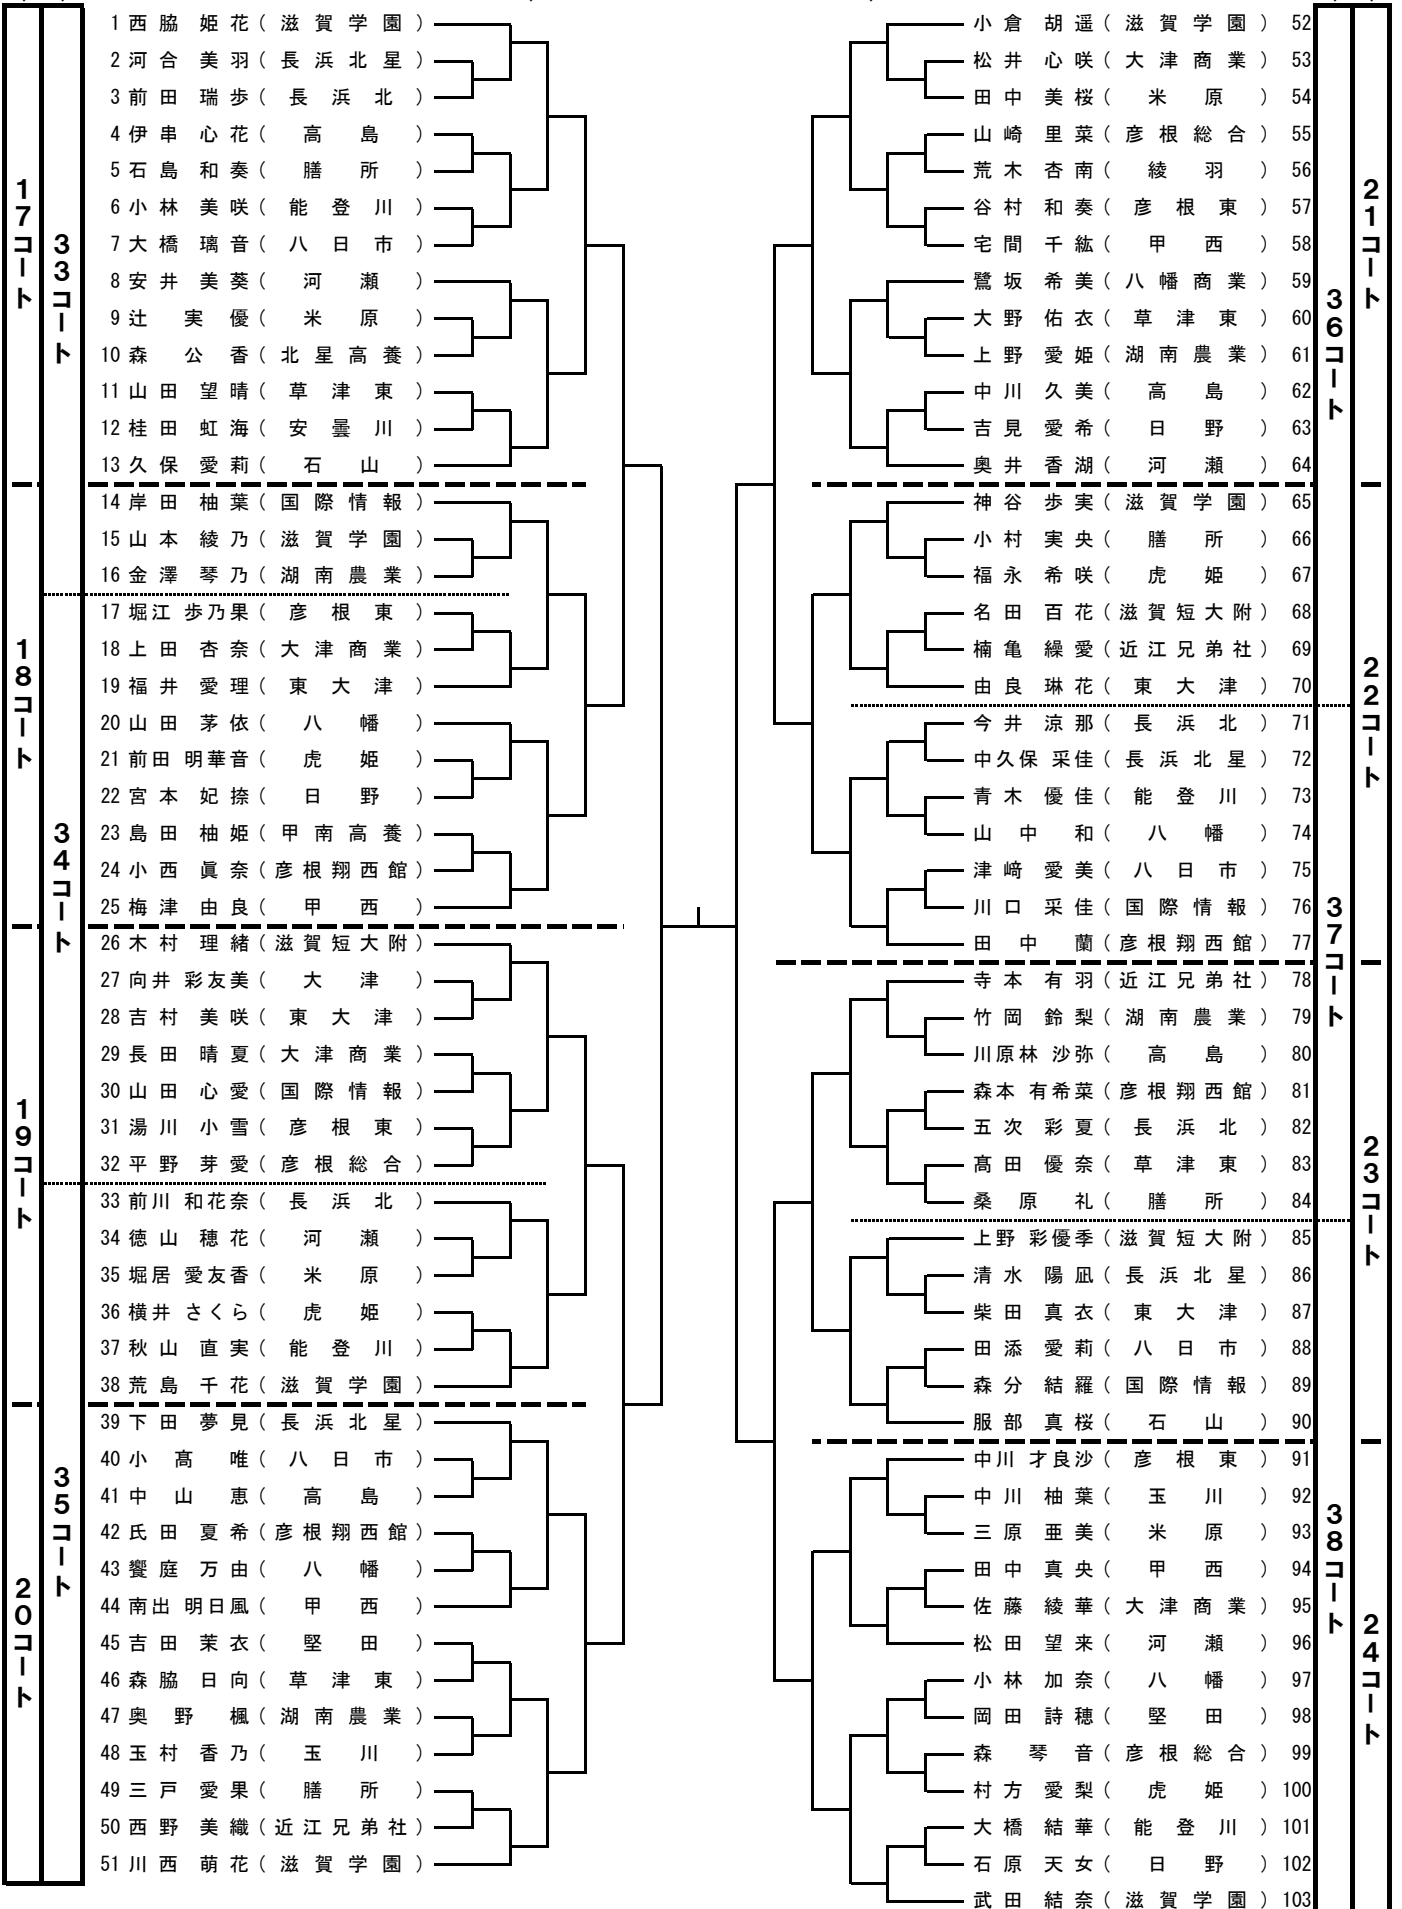 17コート
18コート
19コート
20コート
33コート
34コート
35コート
1 西脇 姫花 (滋賀学園)
2 河合 美羽 (長浜北星)
3 前田 瑞歩 (長浜北)
4 伊串 心花 (高島)
5 石島 和奏 (膳所)
6 小林 美咲 (能登川)
7 大橋 璃音 (八日市)
8 安井 美葵 (河瀬)
9 辻 実優 (米原)
10 森 公香 (北星高養)
11 山田 望晴 (草津東)
12 桂田 虹海 (安曇川)
13 久保 愛莉 (石山)
14 岸田 柚葉 (国際情報)
15 山本 綾乃 (滋賀学園)
16 金澤 琴乃 (湖南農業)
17 堀江 歩乃果 (彦根東)
18 上田 杏奈 (大津商業)
19 福井 愛理 (東大津)
20 山田 茅依 (八幡)
21 前田 明華音 (虎姫)
22 宮本 妃捺 (日野)
23 島田 柚姫 (甲南高養)
24 小西 眞奈 (彦根翔西館)
25 梅津 由良 (甲西)
26 木村 理緒 (滋賀短大附)
27 向井 彩友美 (大津)
28 吉村 美咲 (東大津)
29 長田 晴夏 (大津商業)
30 山田 心愛 (国際情報)
31 湯川 小雪 (彦根東)
32 平野 芽愛 (彦根総合)
33 前川 和花奈 (長浜北)
34 徳山 穂花 (河瀬)
35 堀居 愛友香 (米原)
36 横井 さくら (虎姫)
37 秋山 直実 (能登川)
38 荒島 千花 (滋賀学園)
39 下田 夢見 (長浜北星)
40 小髙 唯 (八日市)
41 中山 恵 (高島)
42 氏田 夏希 (彦根翔西館)
43 饗庭 万由 (八幡)
44 南出 明日風 (甲西)
45 吉田 茉衣 (堅田)
46 森脇 日向 (草津東)
47 奥野 楓 (湖南農業)
48 玉村 香乃 (玉川)
49 三戸 愛果 (膳所)
50 西野 美織 (近江兄弟社)
51 川西 萌花 (滋賀学園)
小倉 胡遥 (滋賀学園) 52
松井 心咲 (大津商業) 53
田中 美桜 (米原) 54
山崎 里菜 (彦根総合) 55
荒木 杏南 (綾羽) 56
谷村 和奏 (彦根東) 57
宅間 千紘 (甲西) 58
鷺坂 希美 (八幡商業) 59
大野 佑衣 (草津東) 60
上野 愛姫 (湖南農業) 61
中川 久美 (高島) 62
吉見 愛希 (日野) 63
奥井 香湖 (河瀬) 64
神谷 歩実 (滋賀学園) 65
小村 実央 (膳所) 66
福永 希咲 (虎姫) 67
名田 百花 (滋賀短大附) 68
楠亀 繰愛 (近江兄弟社) 69
由良 琳花 (東大津) 70
今井 涼那 (長浜北) 71
中久保 采佳 (長浜北星) 72
青木 優佳 (能登川) 73
山中 和 (八幡) 74
津﨑 愛美 (八日市) 75
川口 采佳 (国際情報) 76
田中 蘭 (彦根翔西館) 77
寺本 有羽 (近江兄弟社) 78
竹岡 鈴梨 (湖南農業) 79
川原林 沙弥 (高島) 80
森本 有希菜 (彦根翔西館) 81
五次 彩夏 (長浜北) 82
髙田 優奈 (草津東) 83
桑原 礼 (膳所) 84
上野 彩優季 (滋賀短大附) 85
清水 陽凪 (長浜北星) 86
柴田 真衣 (東大津) 87
田添 愛莉 (八日市) 88
森分 結羅 (国際情報) 89
服部 真桜 (石山) 90
中川 才良沙 (彦根東) 91
中川 柚葉 (玉川) 92
三原 亜美 (米原) 93
田中 真央 (甲西) 94
佐藤 綾華 (大津商業) 95
松田 望来 (河瀬) 96
小林 加奈 (八幡) 97
岡田 詩穂 (堅田) 98
森 琴音 (彦根総合) 99
村方 愛梨 (虎姫) 100
大橋 結華 (能登川) 101
石原 天女 (日野) 102
武田 結奈 (滋賀学園) 103
36コート
37コート
38コート
21コート
22コート
23コート
24コート